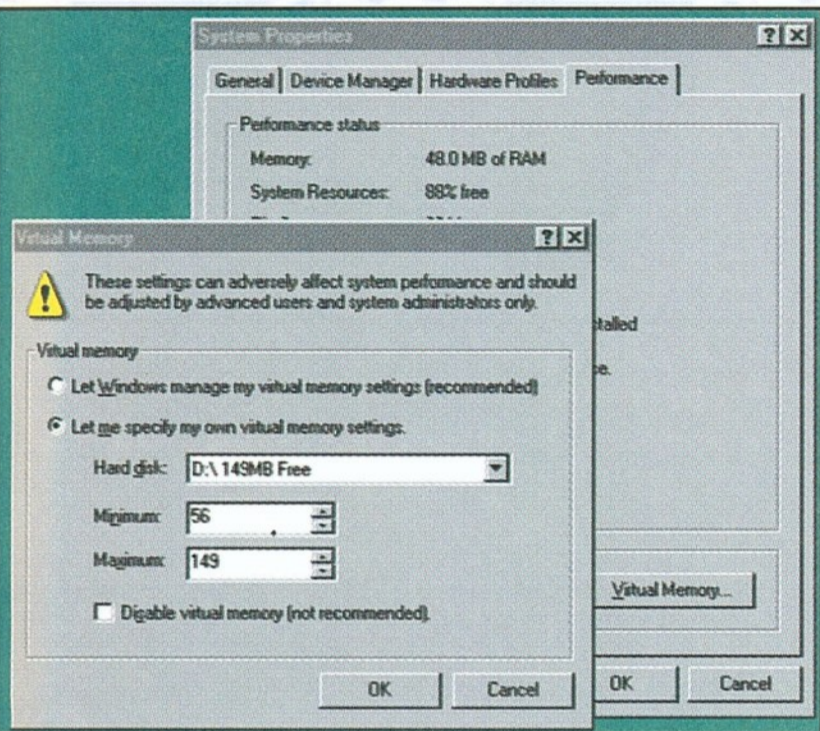 System Properties
General
Device Manager
Hardware Profiles
Performance
Performance status
Memory: 48.0 MB of RAM
System Resources: 88% free
Virtual Memory
These settings can adversely affect system performance and should
be adjusted by advanced users and system administrators only.
Virtual memory
Let Windows manage my virtual memory settings (recommended)
Let me specify my own virtual memory settings.
Hard disk: D:\ 149MB Free
Minimum: 56
Maximum: 149
Disable virtual memory (not recommended).
OK
Cancel
Virtual Memory...
OK
Cancel